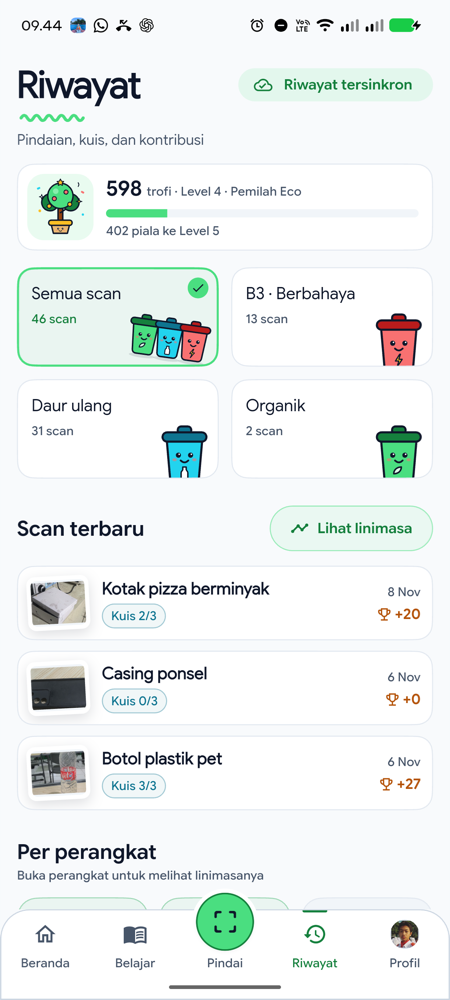 09.44
Vo)) LTE
Riwayat
Riwayat tersinkron
Pindaian, kuis, dan kontribusi
598 trofi · Level 4 · Pemilah Eco
402 piala ke Level 5
Semua scan
46 scan
B3 · Berbahaya
13 scan
Daur ulang
31 scan
Organik
2 scan
Scan terbaru
Lihat linimasa
Kotak pizza berminyak
8 Nov
Kuis 2/3
+20
Casing ponsel
6 Nov
Kuis 0/3
+0
Botol plastik pet
6 Nov
Kuis 3/3
+27
Per perangkat
Buka perangkat untuk melihat linimasanya
Beranda
Belajar
Pindai
Riwayat
Profil